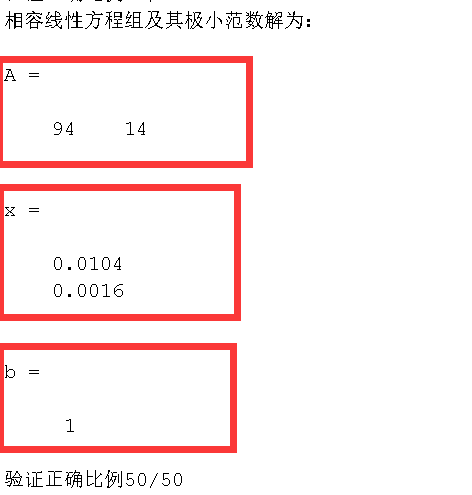 相容线性方程组及其极小范数解为：
A =
94 14
x =
0.0104
0.0016
b =
1
验证正确比例50/50